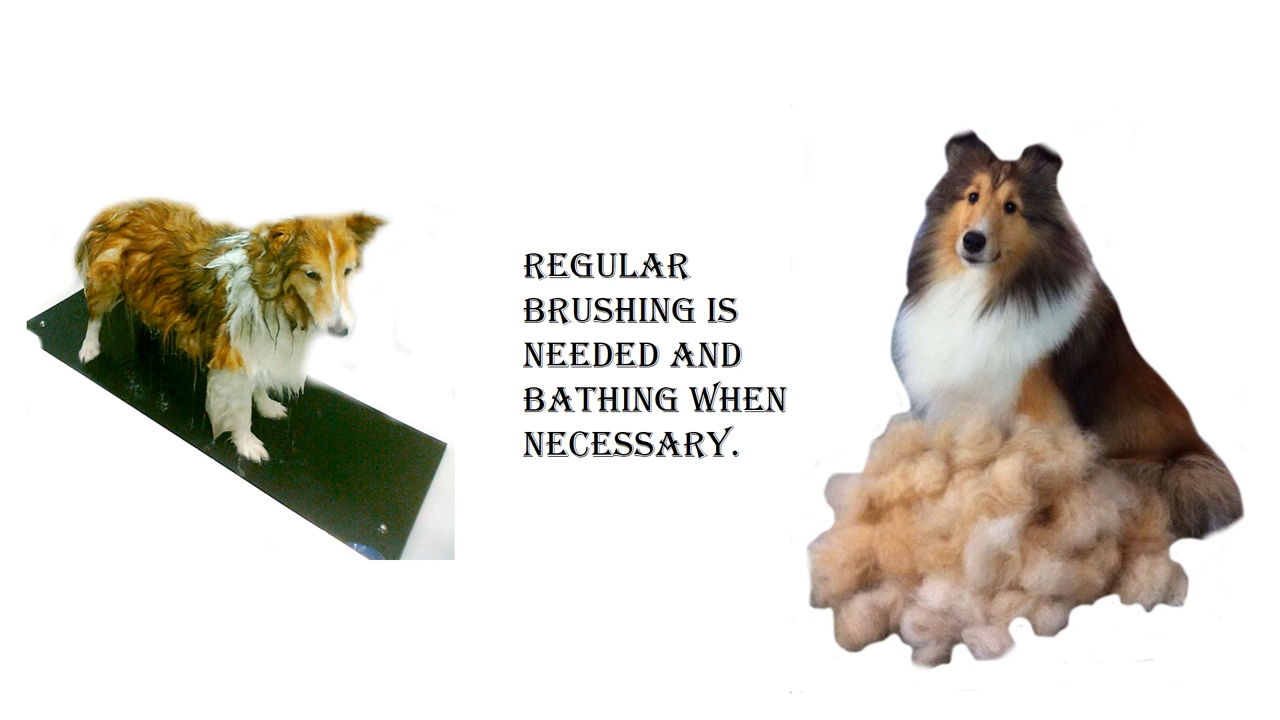 REGULAR
BRUSHING IS
NEEDED AND
BATHING WHEN
NECESSARY.